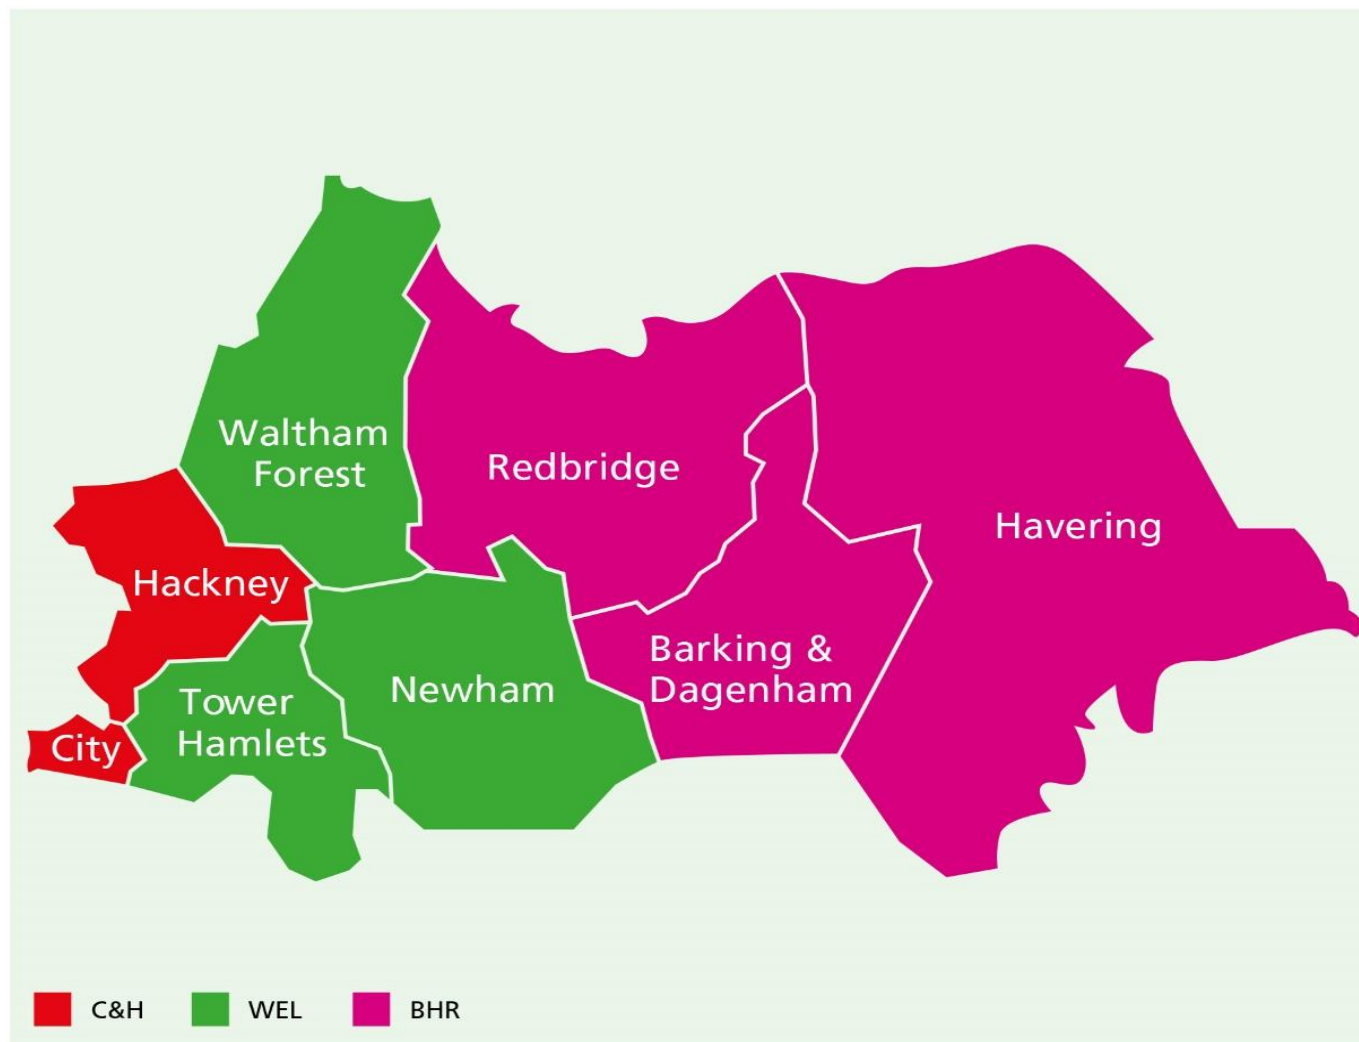 Waltham
Forest
Redbridge
Havering
Hackney
Barking &
Dagenham
Newham
Tower
Hamlets
City
C&H
WEL
BHR